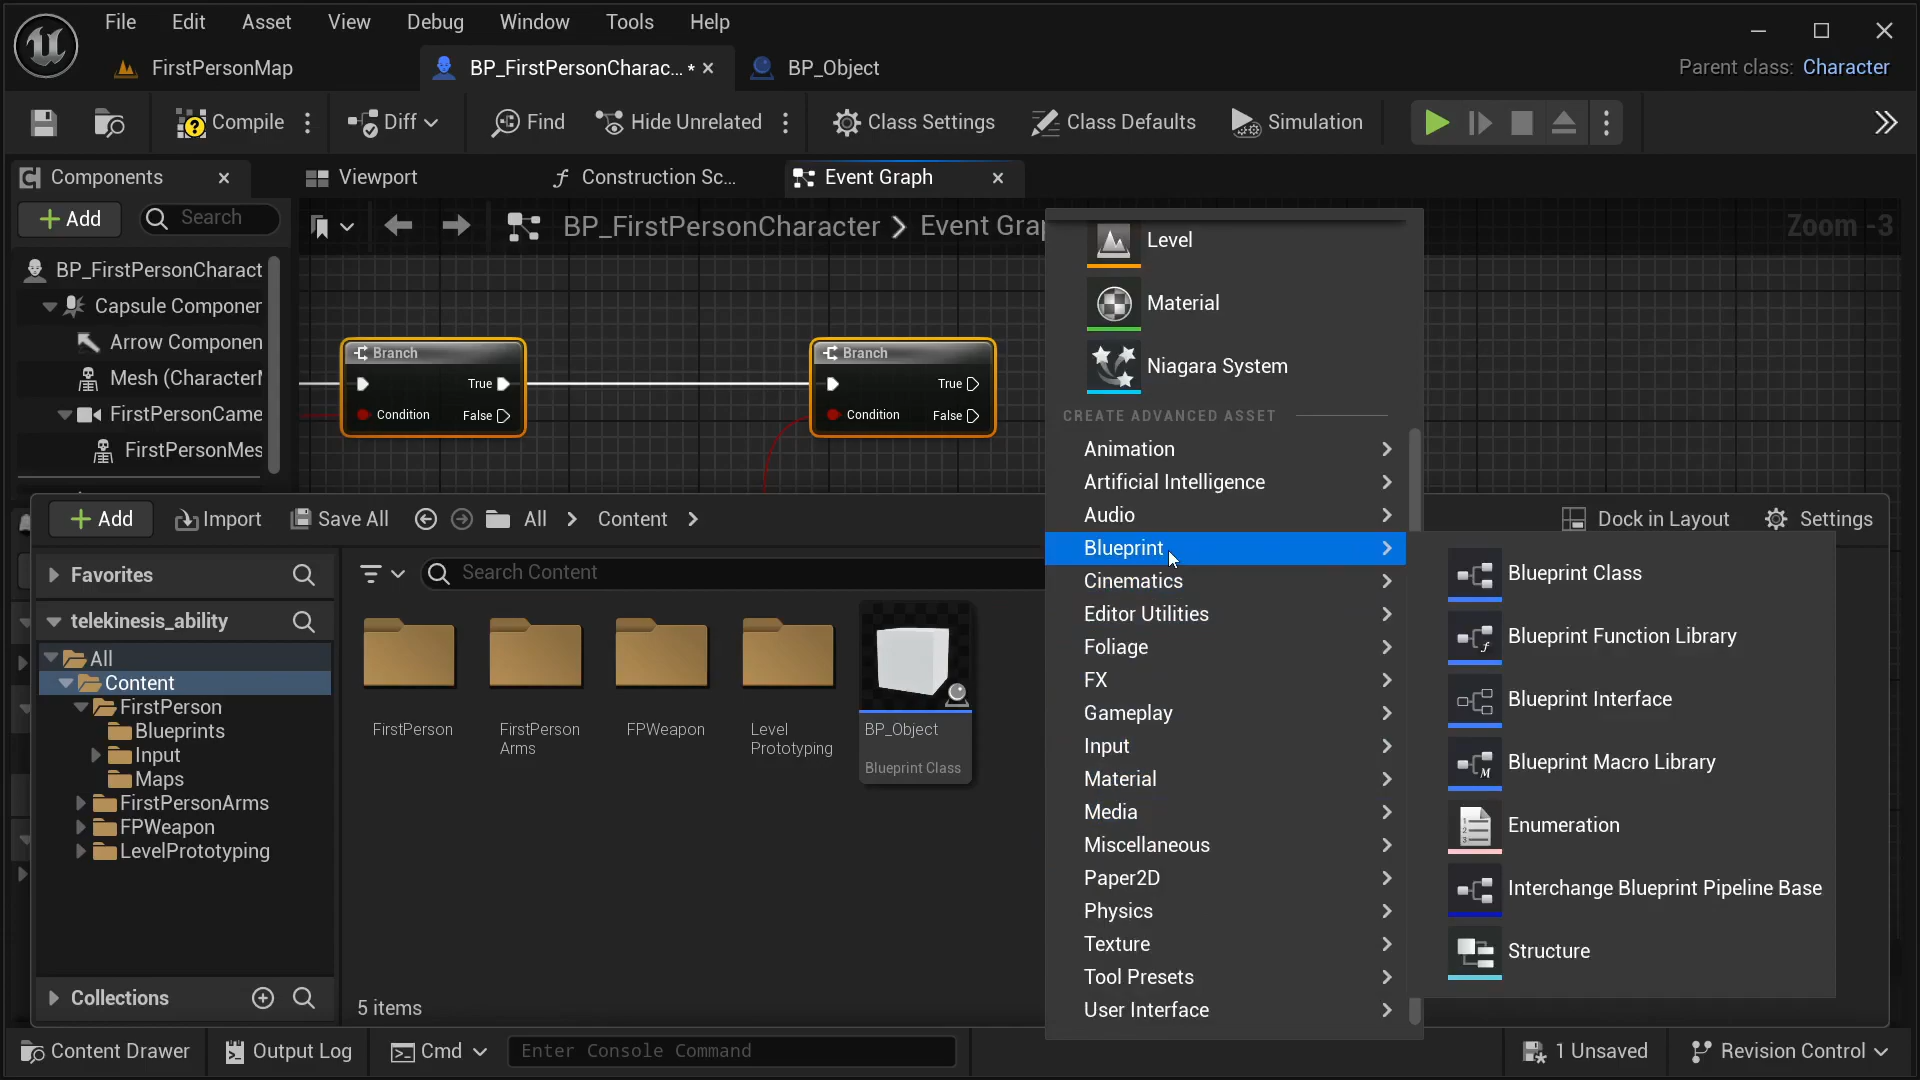 File Edit Asset View Debug Window Tools Help
FirstPersonMap
BP_FirstPersonCharac... •
BP_Object
Parent class: Character
Compile
Diff
Find
Hide Unrelated
Class Settings
Class Defaults
Simulation
Components
Viewport
Construction Sc...
Event Graph
Add
Search
BP_FirstPersonCharacter
Event Gra
Zoom -3
BP_FirstPersonCharact
Capsule Componer
Arrow Componen
Mesh (Character
FirstPersonCame
FirstPersonMes
Branch
True
Condition
False
Branch
True
Condition
False
Level
Material
Niagara System
CREATE ADVANCED ASSET
Animation
Artificial Intelligence
Audio
Blueprint
Cinematics
Editor Utilities
Foliage
FX
Gameplay
Input
Material
Media
Miscellaneous
Paper2D
Physics
Texture
Tool Presets
User Interface
Blueprint Class
Blueprint Function Library
Blueprint Interface
Blueprint Macro Library
Enumeration
Interchange Blueprint Pipeline Base
Structure
Add
Import
Save All
All
Content
Dock in Layout
Settings
Favorites
Search Content
telekinesis_ability
All
Content
FirstPerson
Blueprints
Input
Maps
FirstPersonArms
FPWeapon
LevelPrototyping
FirstPerson
FirstPerson
Arms
FPWeapon
Level
Prototyping
BP_Object
Blueprint Class
Collections
5 items
Content Drawer
Output Log
Cmd
Enter Console Command
1 Unsaved
Revision Control